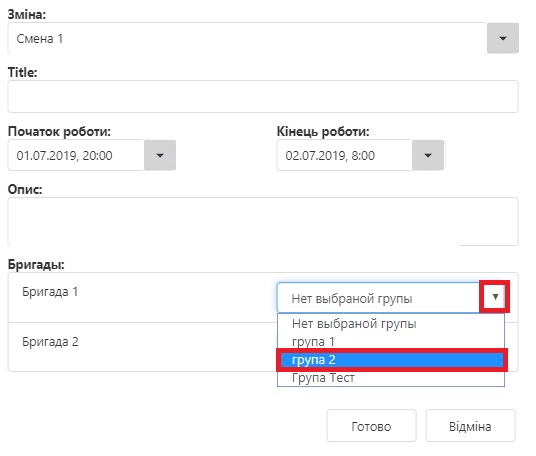 Зміна:
Смена 1
Title:
Початок роботи:
Кінець роботи:
01.07.2019, 20:00
02.07.2019, 8:00
Опис:
Бригады:
Бригада 1
Нет выбраной групы
Нет выбраной групы
група 1
Бригада 2
група 2
Група Тест
Готово
Відміна